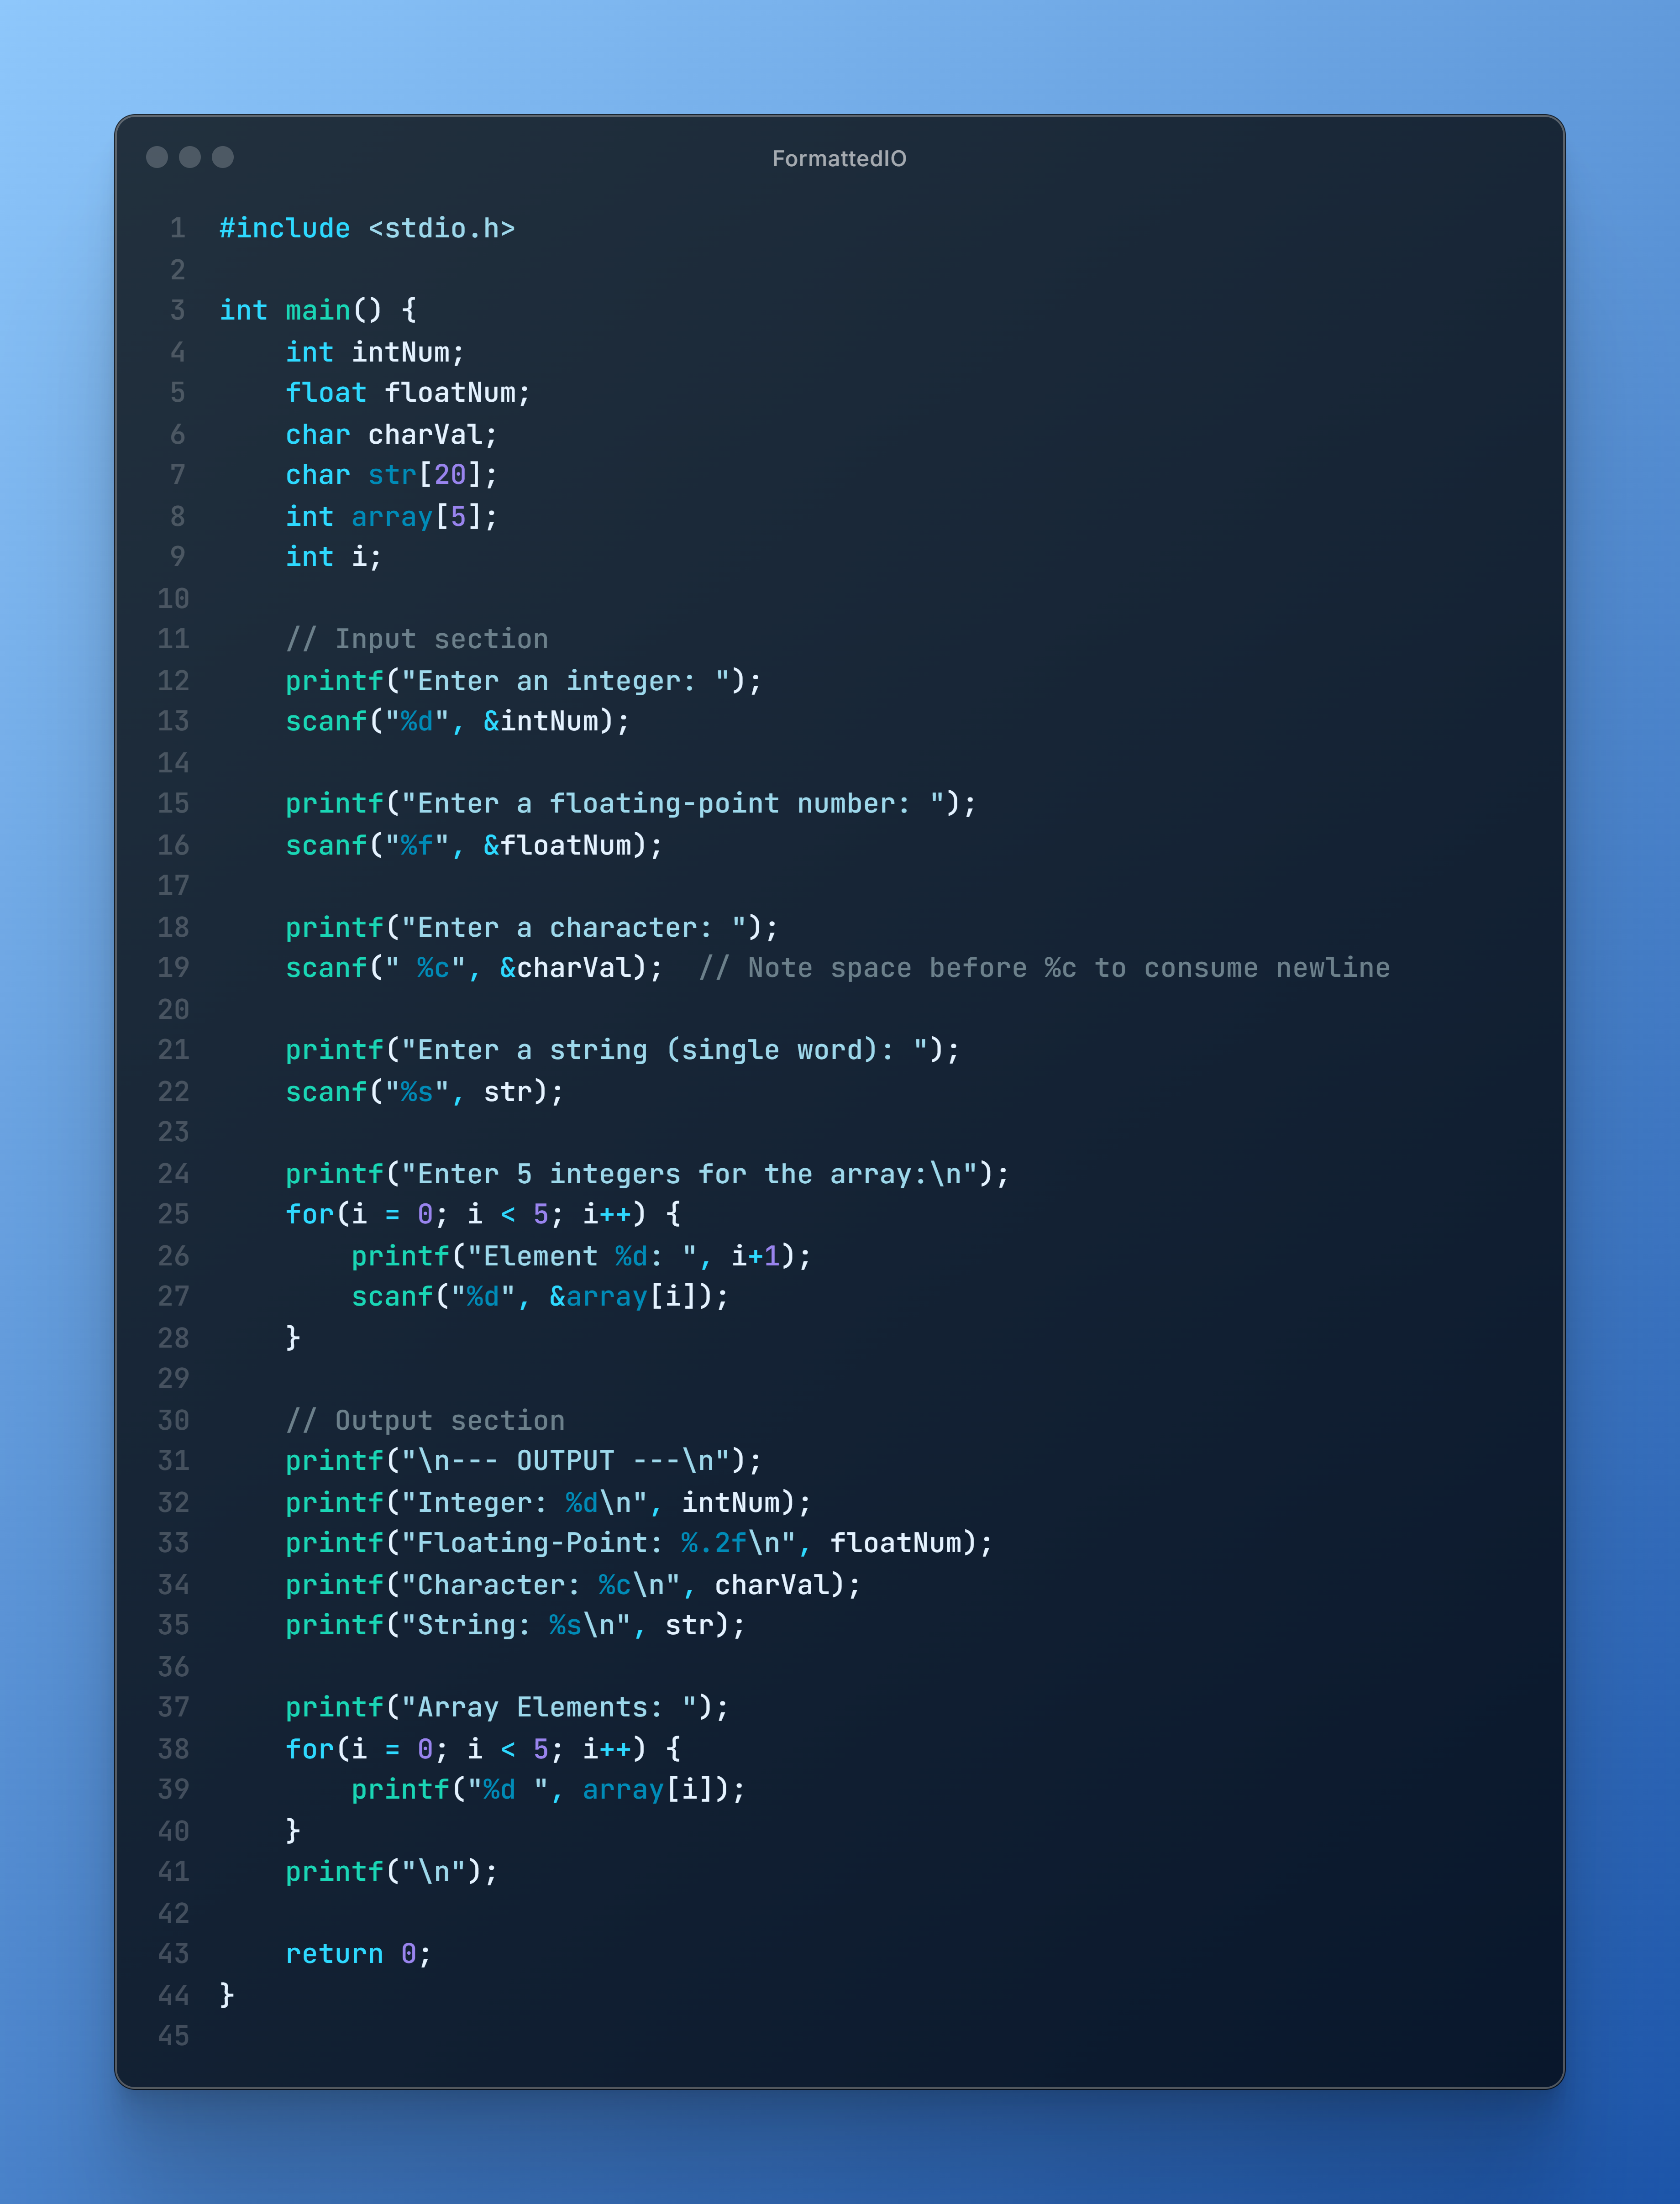 FormattedIO
1 #include <stdio.h>
2
3 int main() {
4     int intNum;
5     float floatNum;
6     char charVal;
7     char str[20];
8     int array[5];
9     int i;
10
11     // Input section
12     printf("Enter an integer: ");
13     scanf("%d", &intNum);
14
15     printf("Enter a floating-point number: ");
16     scanf("%f", &floatNum);
17
18     printf("Enter a character: ");
19     scanf(" %c", &charVal);  // Note space before %c to consume newline
20
21     printf("Enter a string (single word): ");
22     scanf("%s", str);
23
24     printf("Enter 5 integers for the array:\n");
25     for(i = 0; i < 5; i++) {
26         printf("Element %d: ", i+1);
27         scanf("%d", &array[i]);
28     }
29
30     // Output section
31     printf("\n--- OUTPUT ---\n");
32     printf("Integer: %d\n", intNum);
33     printf("Floating-Point: %.2f\n", floatNum);
34     printf("Character: %c\n", charVal);
35     printf("String: %s\n", str);
36
37     printf("Array Elements: ");
38     for(i = 0; i < 5; i++) {
39         printf("%d ", array[i]);
40     }
41     printf("\n");
42
43     return 0;
44 }
45